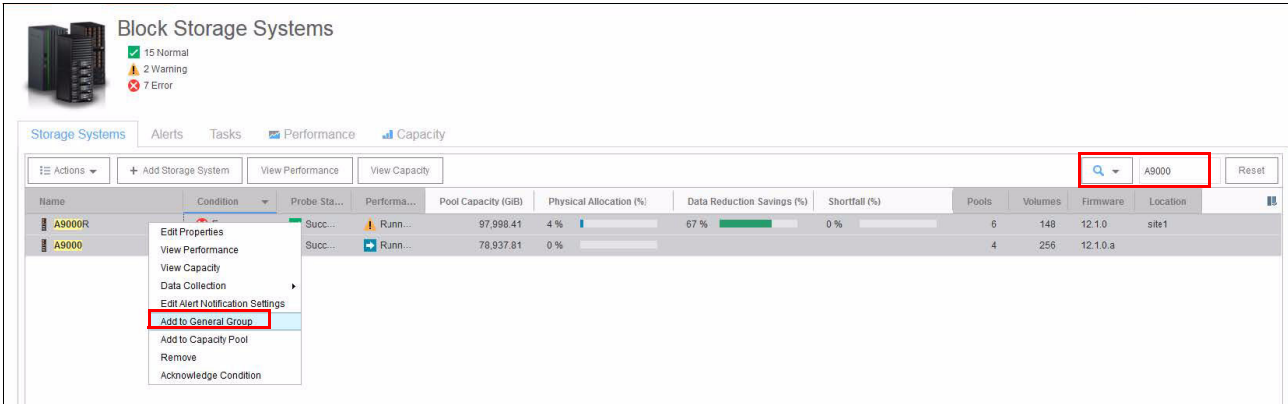 Block Storage Systems
15 Normal
2 Warning
7 Error
Storage Systems Alerts Tasks Performance Capacity
Actions + Add Storage System View Performance View Capacity A9000 Reset
Name Condition Probe Sta... Performa... Pool Capacity (GiB) Physical Allocation (%) Data Reduction Savings (%) Shortfall (%) Pools Volumes Firmware Location
A9000R Succ... Runn... 97,998.41 4 % 67 % 0 % 6 148 12.1.0 site1
A9000 Succ... Runn... 78,937.81 0 % 4 256 12.1.0.a
Edit Properties
View Performance
View Capacity
Data Collection
Edit Alert Notification Settings
Add to General Group
Add to Capacity Pool
Remove
Acknowledge Condition